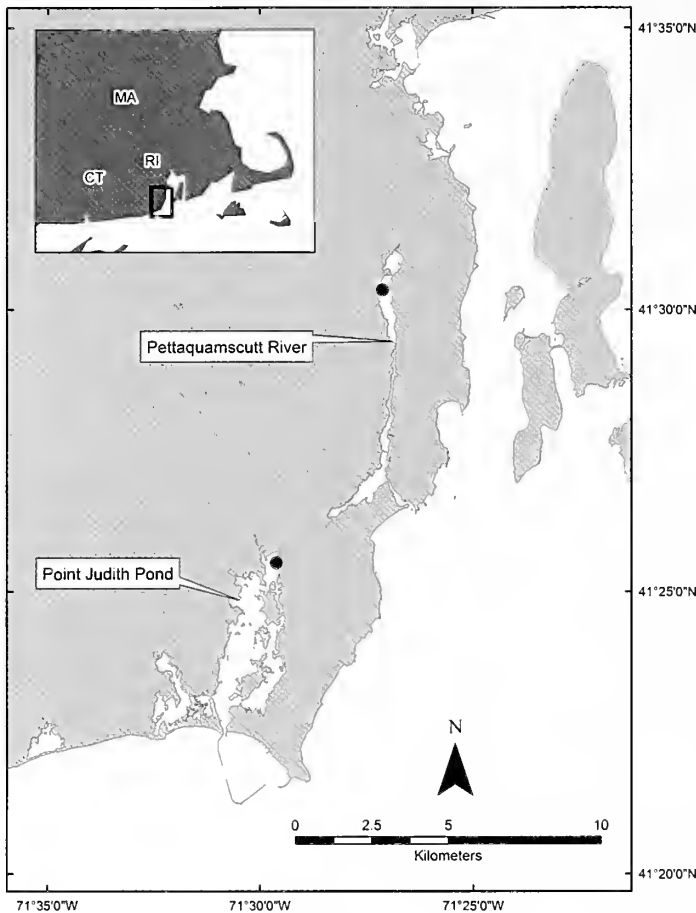 41°35'0"N
MA
RI
CT
41°30'0"N
Pettaquamscutt River
Point Judith Pond
41°25'0"N
N
0 2.5 5 10
Kilometers
41°20'0"N
71°35'0"W 71°30'0"W 71°25'0"W